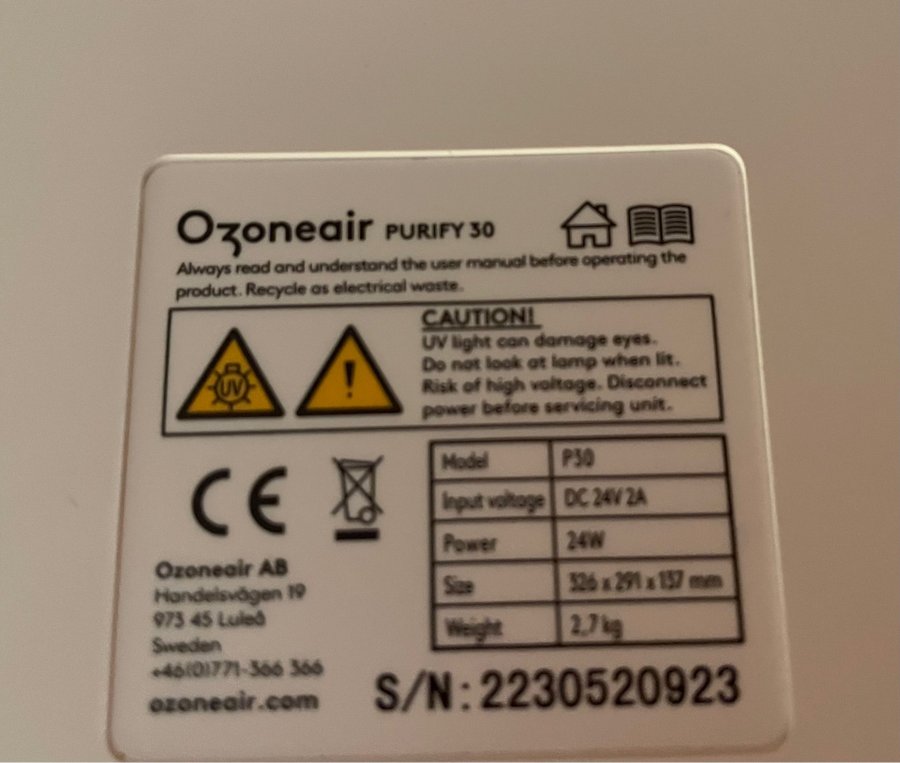 Ozoneair PURIFY 30
Always read and understand the user manual before operating the
product. Recycle as electrical waste.
CAUTION!
UV light can damage eyes.
Do not look at lamp when lit.
Risk of high voltage. Disconnect
power before servicing unit.
UV
!
CE
Model P30
Input voltage DC 24V 2A
Power 24W
Size 326 x 291 x 137 mm
Weight 2,7 kg
Ozoneair AB
Handelsvägen 19
973 45 Luleå
Sweden
+46(0)771-366 366
ozoneair.com
S/N: 2230520923